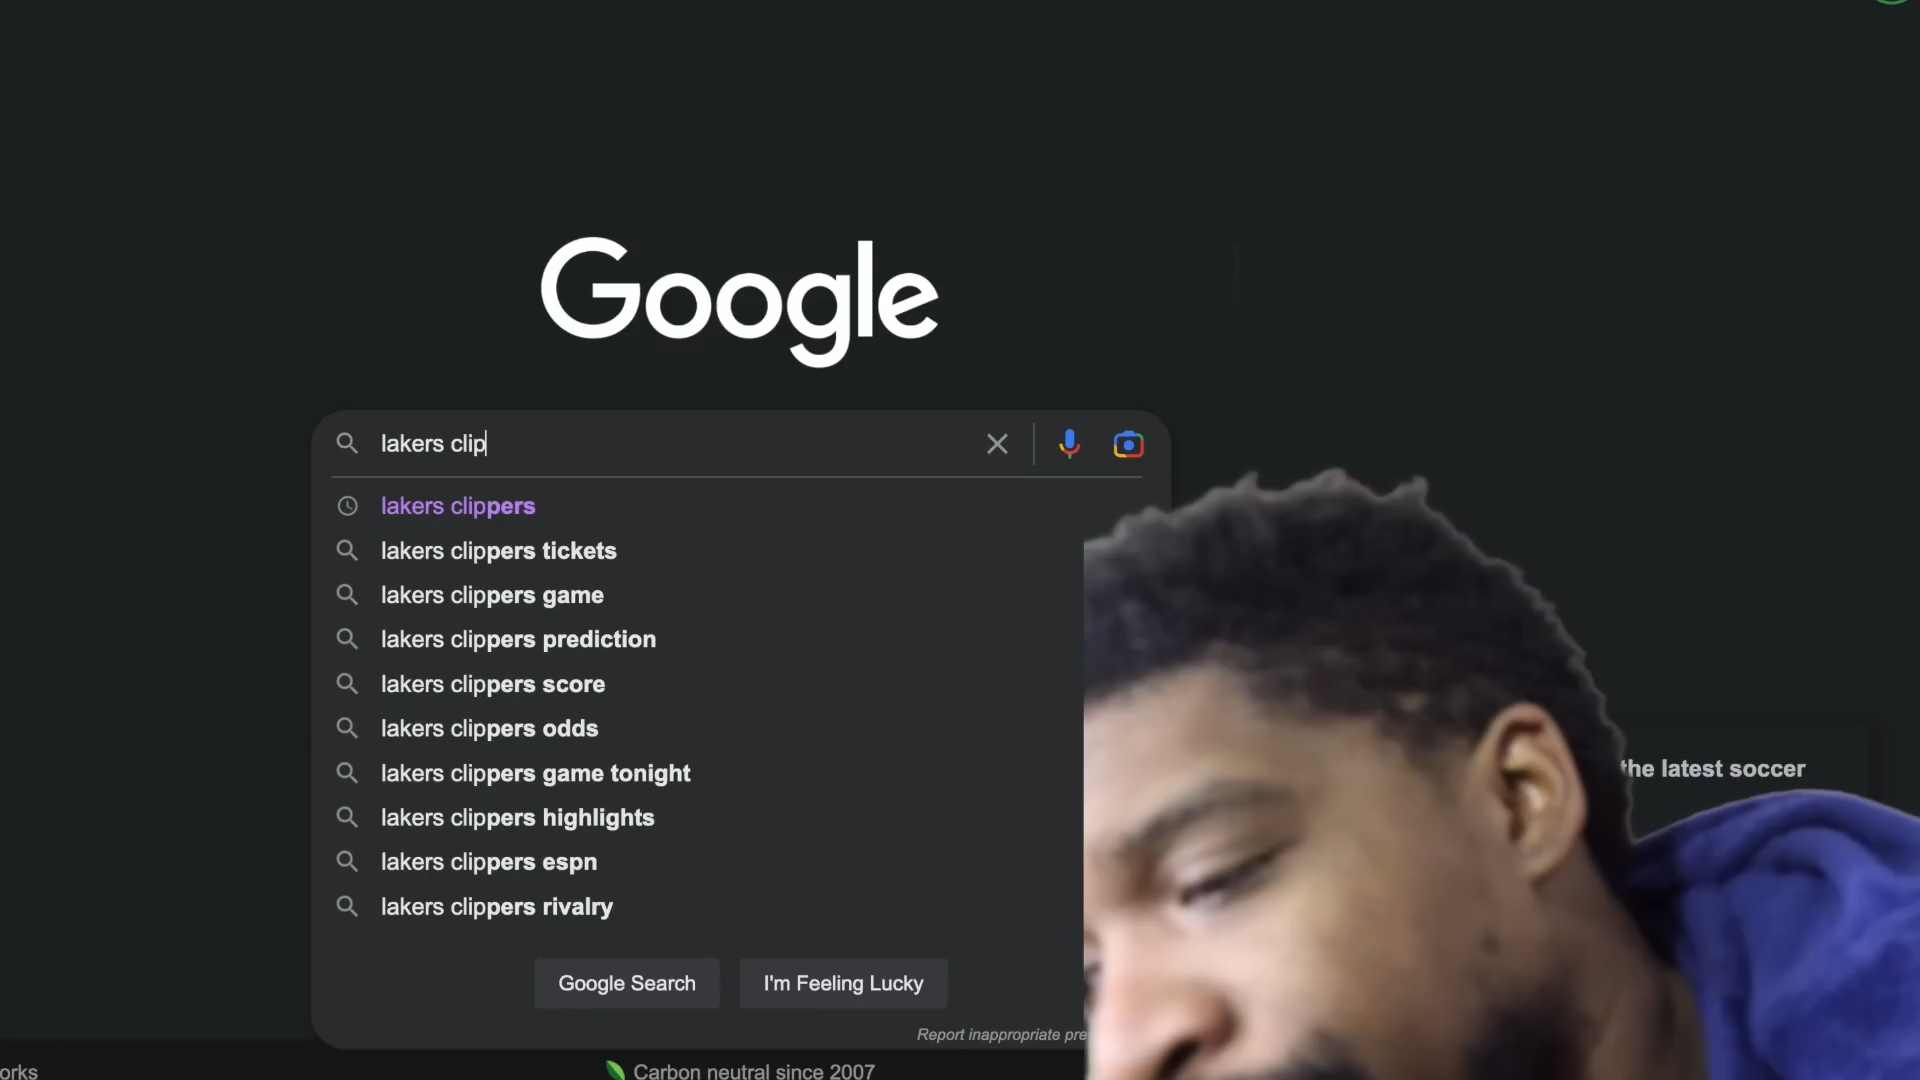 Google
lakers clip
lakers clippers
lakers clippers tickets
lakers clippers game
lakers clippers prediction
lakers clippers score
lakers clippers odds
lakers clippers game tonight
lakers clippers highlights
lakers clippers espn
lakers clippers rivalry
the latest soccer
Google Search
I'm Feeling Lucky
Report inappropriate pre
orks
Carbon neutral since 2007